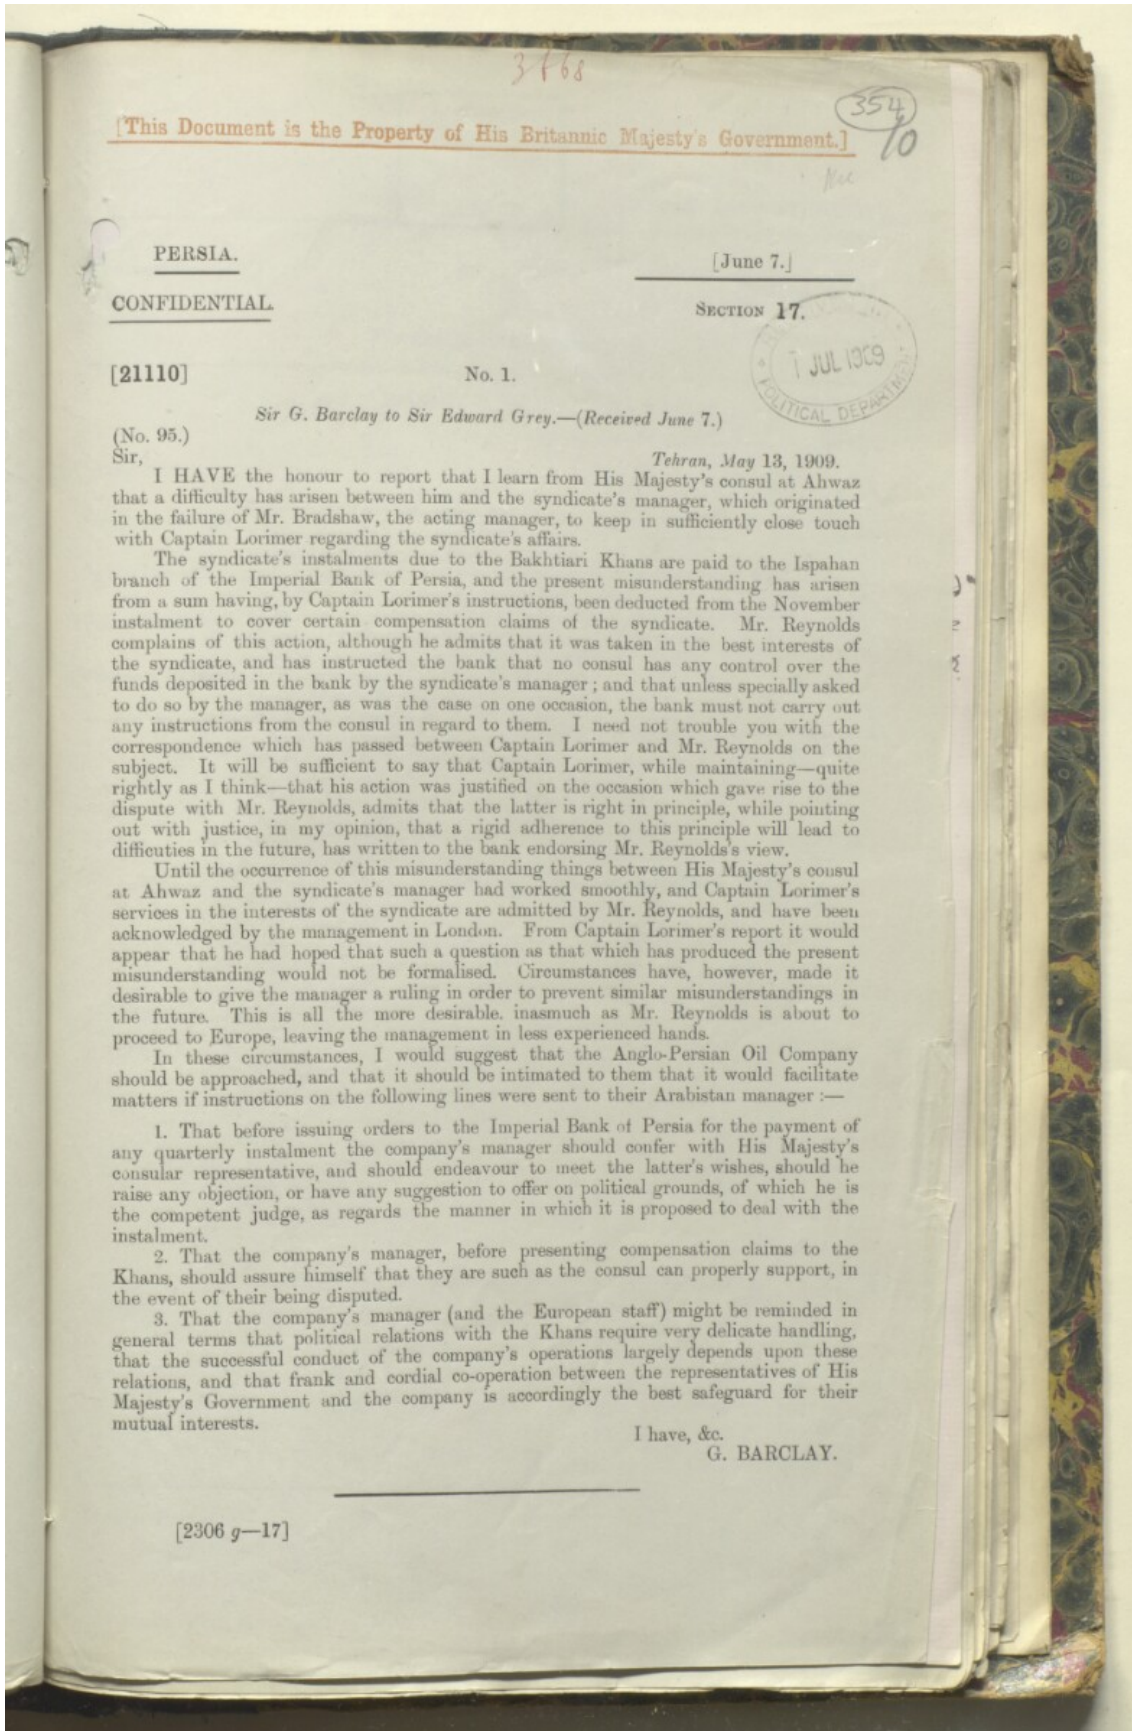 3768
354
10
[This Document is the Property of His Britannic Majesty's Government.]
PERSIA.
[June 7.]
CONFIDENTIAL.
SECTION 17.
[21110]
No. 1.
7 JUL 1909
POLITICAL DEPARTMENT
Sir G. Barclay to Sir Edward Grey.—(Received June 7.)
(No. 95.)
Sir,
Tehran, May 13, 1909.
I HAVE the honour to report that I learn from His Majesty's consul at Ahwaz
that a difficulty has arisen between him and the syndicate's manager, which originated
in the failure of Mr. Bradshaw, the acting manager, to keep in sufficiently close touch
with Captain Lorimer regarding the syndicate's affairs.
The syndicate's instalments due to the Bakhtiari Khans are paid to the Ispahan
branch of the Imperial Bank of Persia, and the present misunderstanding has arisen
from a sum having, by Captain Lorimer's instructions, been deducted from the November
instalment to cover certain compensation claims of the syndicate. Mr. Reynolds
complains of this action, although he admits that it was taken in the best interests of
the syndicate, and has instructed the bank that no consul has any control over the
funds deposited in the bank by the syndicate's manager; and that unless specially asked
to do so by the manager, as was the case on one occasion, the bank must not carry out
any instructions from the consul in regard to them. I need not trouble you with the
correspondence which has passed between Captain Lorimer and Mr. Reynolds on the
subject. It will be sufficient to say that Captain Lorimer, while maintaining—quite
rightly as I think—that his action was justified on the occasion which gave rise to the
dispute with Mr. Reynolds, admits that the latter is right in principle, while pointing
out with justice, in my opinion, that a rigid adherence to this principle will lead to
difficuties in the future, has written to the bank endorsing Mr. Reynolds's view.
Until the occurrence of this misunderstanding things between His Majesty's consul
at Ahwaz and the syndicate's manager had worked smoothly, and Captain Lorimer's
services in the interests of the syndicate are admitted by Mr. Reynolds, and have been
acknowledged by the management in London. From Captain Lorimer's report it would
appear that he had hoped that such a question as that which has produced the present
misunderstanding would not be formalised. Circumstances have, however, made it
desirable to give the manager a ruling in order to prevent similar misunderstandings in
the future. This is all the more desirable, inasmuch as Mr. Reynolds is about to
proceed to Europe, leaving the management in less experienced hands.
In these circumstances, I would suggest that the Anglo-Persian Oil Company
should be approached, and that it should be intimated to them that it would facilitate
matters if instructions on the following lines were sent to their Arabistan manager :—
1. That before issuing orders to the Imperial Bank of Persia for the payment of
any quarterly instalment the company's manager should confer with His Majesty's
consular representative, and should endeavour to meet the latter's wishes, should he
raise any objection, or have any suggestion to offer on political grounds, of which he is
the competent judge, as regards the manner in which it is proposed to deal with the
instalment.
2. That the company's manager, before presenting compensation claims to the
Khans, should assure himself that they are such as the consul can properly support, in
the event of their being disputed.
3. That the company's manager (and the European staff) might be reminded in
general terms that political relations with the Khans require very delicate handling,
that the successful conduct of the company's operations largely depends upon these
relations, and that frank and cordial co-operation between the representatives of His
Majesty's Government and the company is accordingly the best safeguard for their
mutual interests.
I have, &c.
G. BARCLAY.
[2306 g—17]